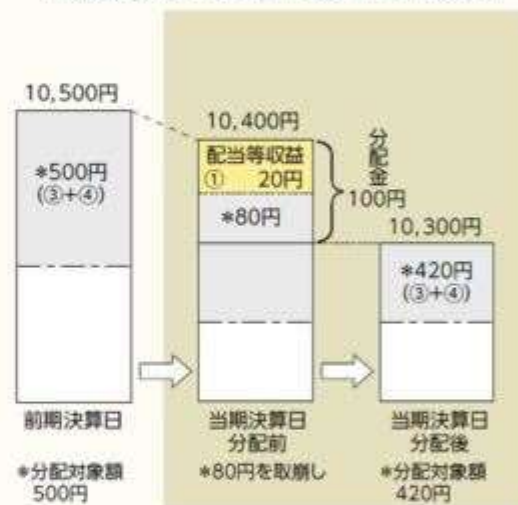 10,500円
*500円
(③+④)
前期決算日
*分配対象額
500円
10,400円
配当等収益
① 20円
*80円
分配金
100円
当期決算日
分配前
*80円を取崩し
10,300円
*420円
(③+④)
当期決算日
分配後
*分配対象額
420円